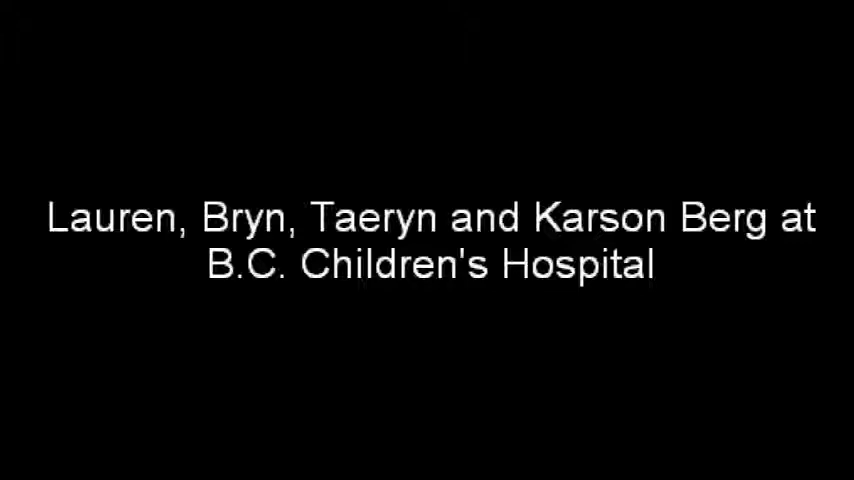 Lauren, Bryn, Taeryn and Karson Berg at
B.C. Children's Hospital